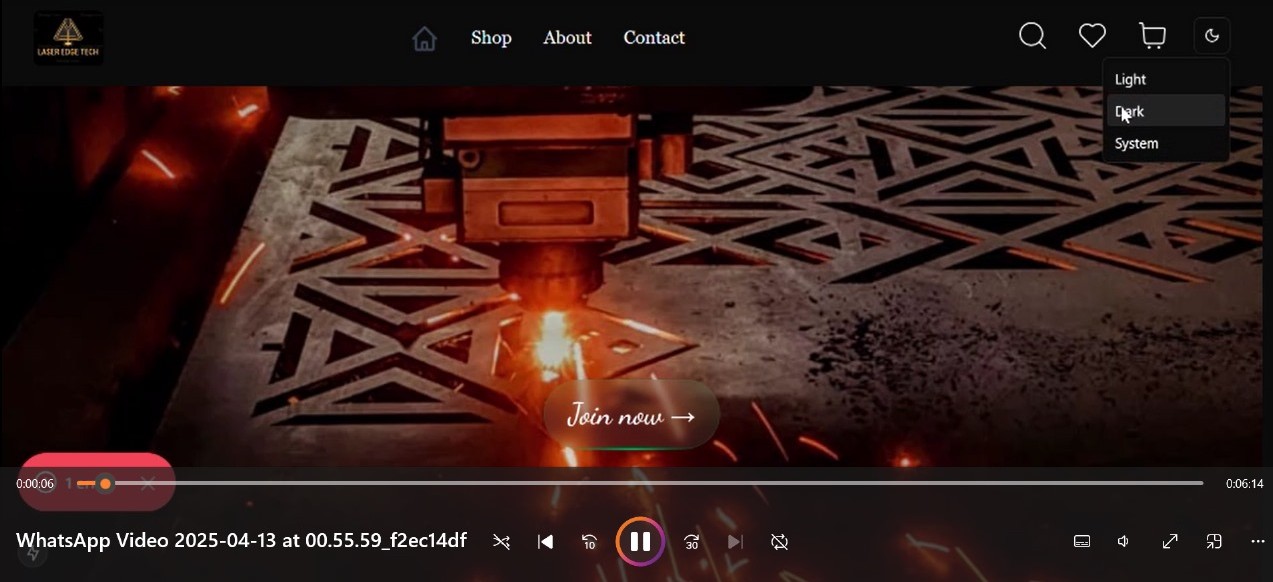 LASER EDGE TECH
Shop
About
Contact
Light
Dark
System
Join now →
0:00:06
0:06:14
WhatsApp Video 2025-04-13 at 00.55.59_f2ec14df
10
30